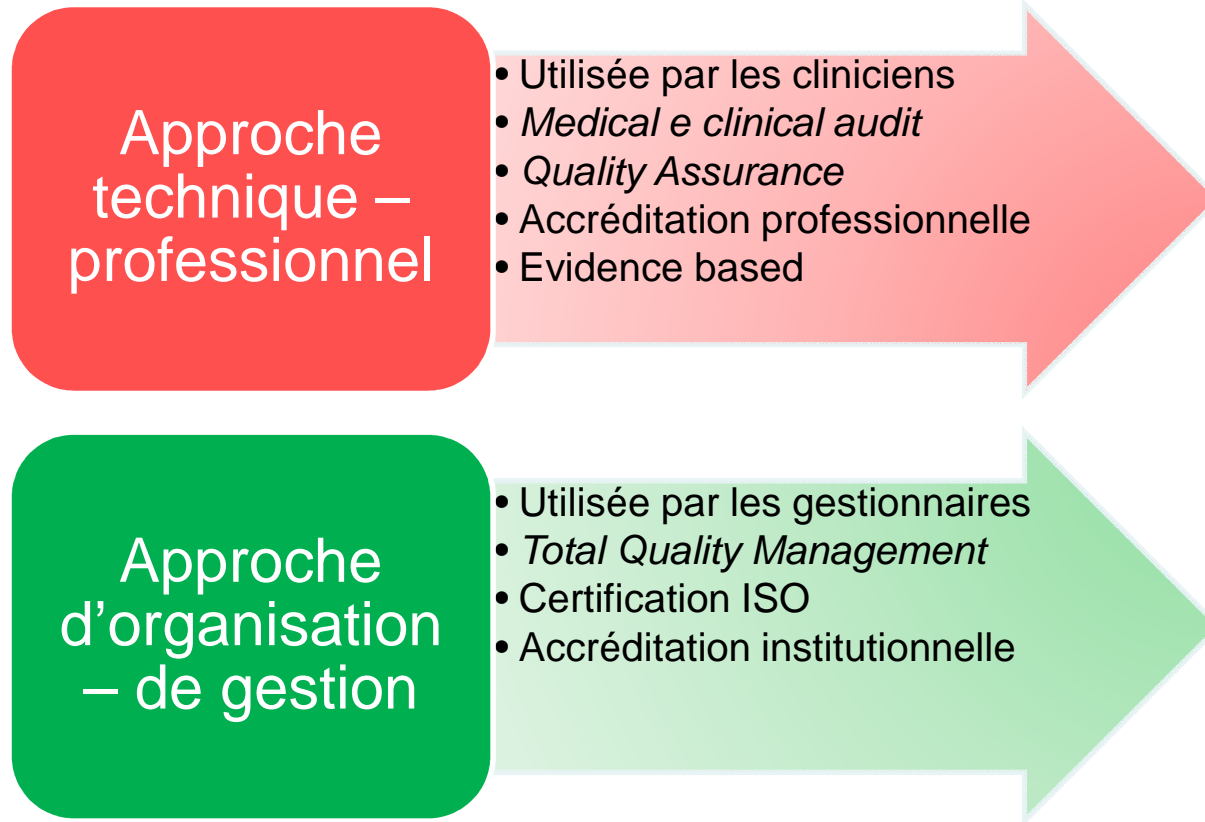 Approche
technique –
professionnel
• Utilisée par les cliniciens
• Medical e clinical audit
• Quality Assurance
• Accréditation professionnelle
• Evidence based
Approche
d’organisation
– de gestion
• Utilisée par les gestionnaires
• Total Quality Management
• Certification ISO
• Accréditation institutionnelle